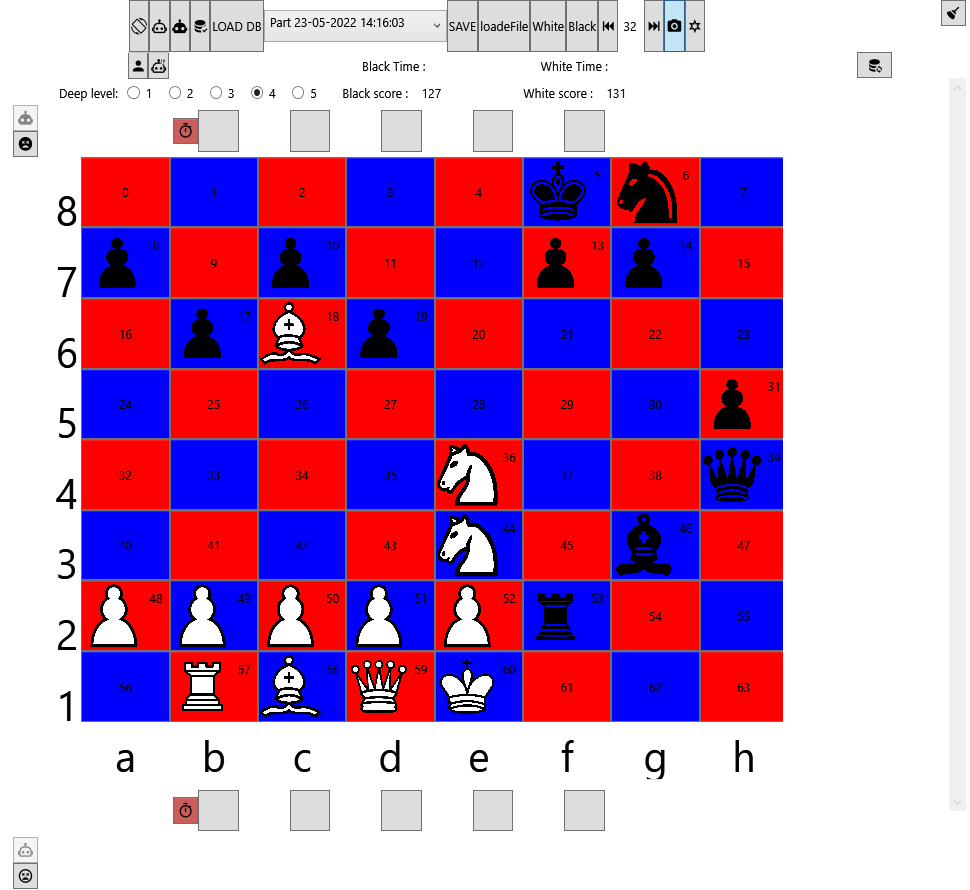 LOAD DB Part 23-05-2022 14:16:03 SAVE loadeFile White Black 32
Black Time : White Time :
Deep level: 1 2 3 4 5 Black score : 127 White score : 131
8 0 1 2 3 4 5 6 7
7 8 9 10 11 12 13 14 15
6 16 17 18 19 20 21 22 23
5 24 25 26 27 28 29 30 31
4 32 33 34 35 36 37 38 39
3 40 41 42 43 44 45 46 47
2 48 49 50 51 52 53 54 55
1 56 57 58 59 60 61 62 63
a b c d e f g h